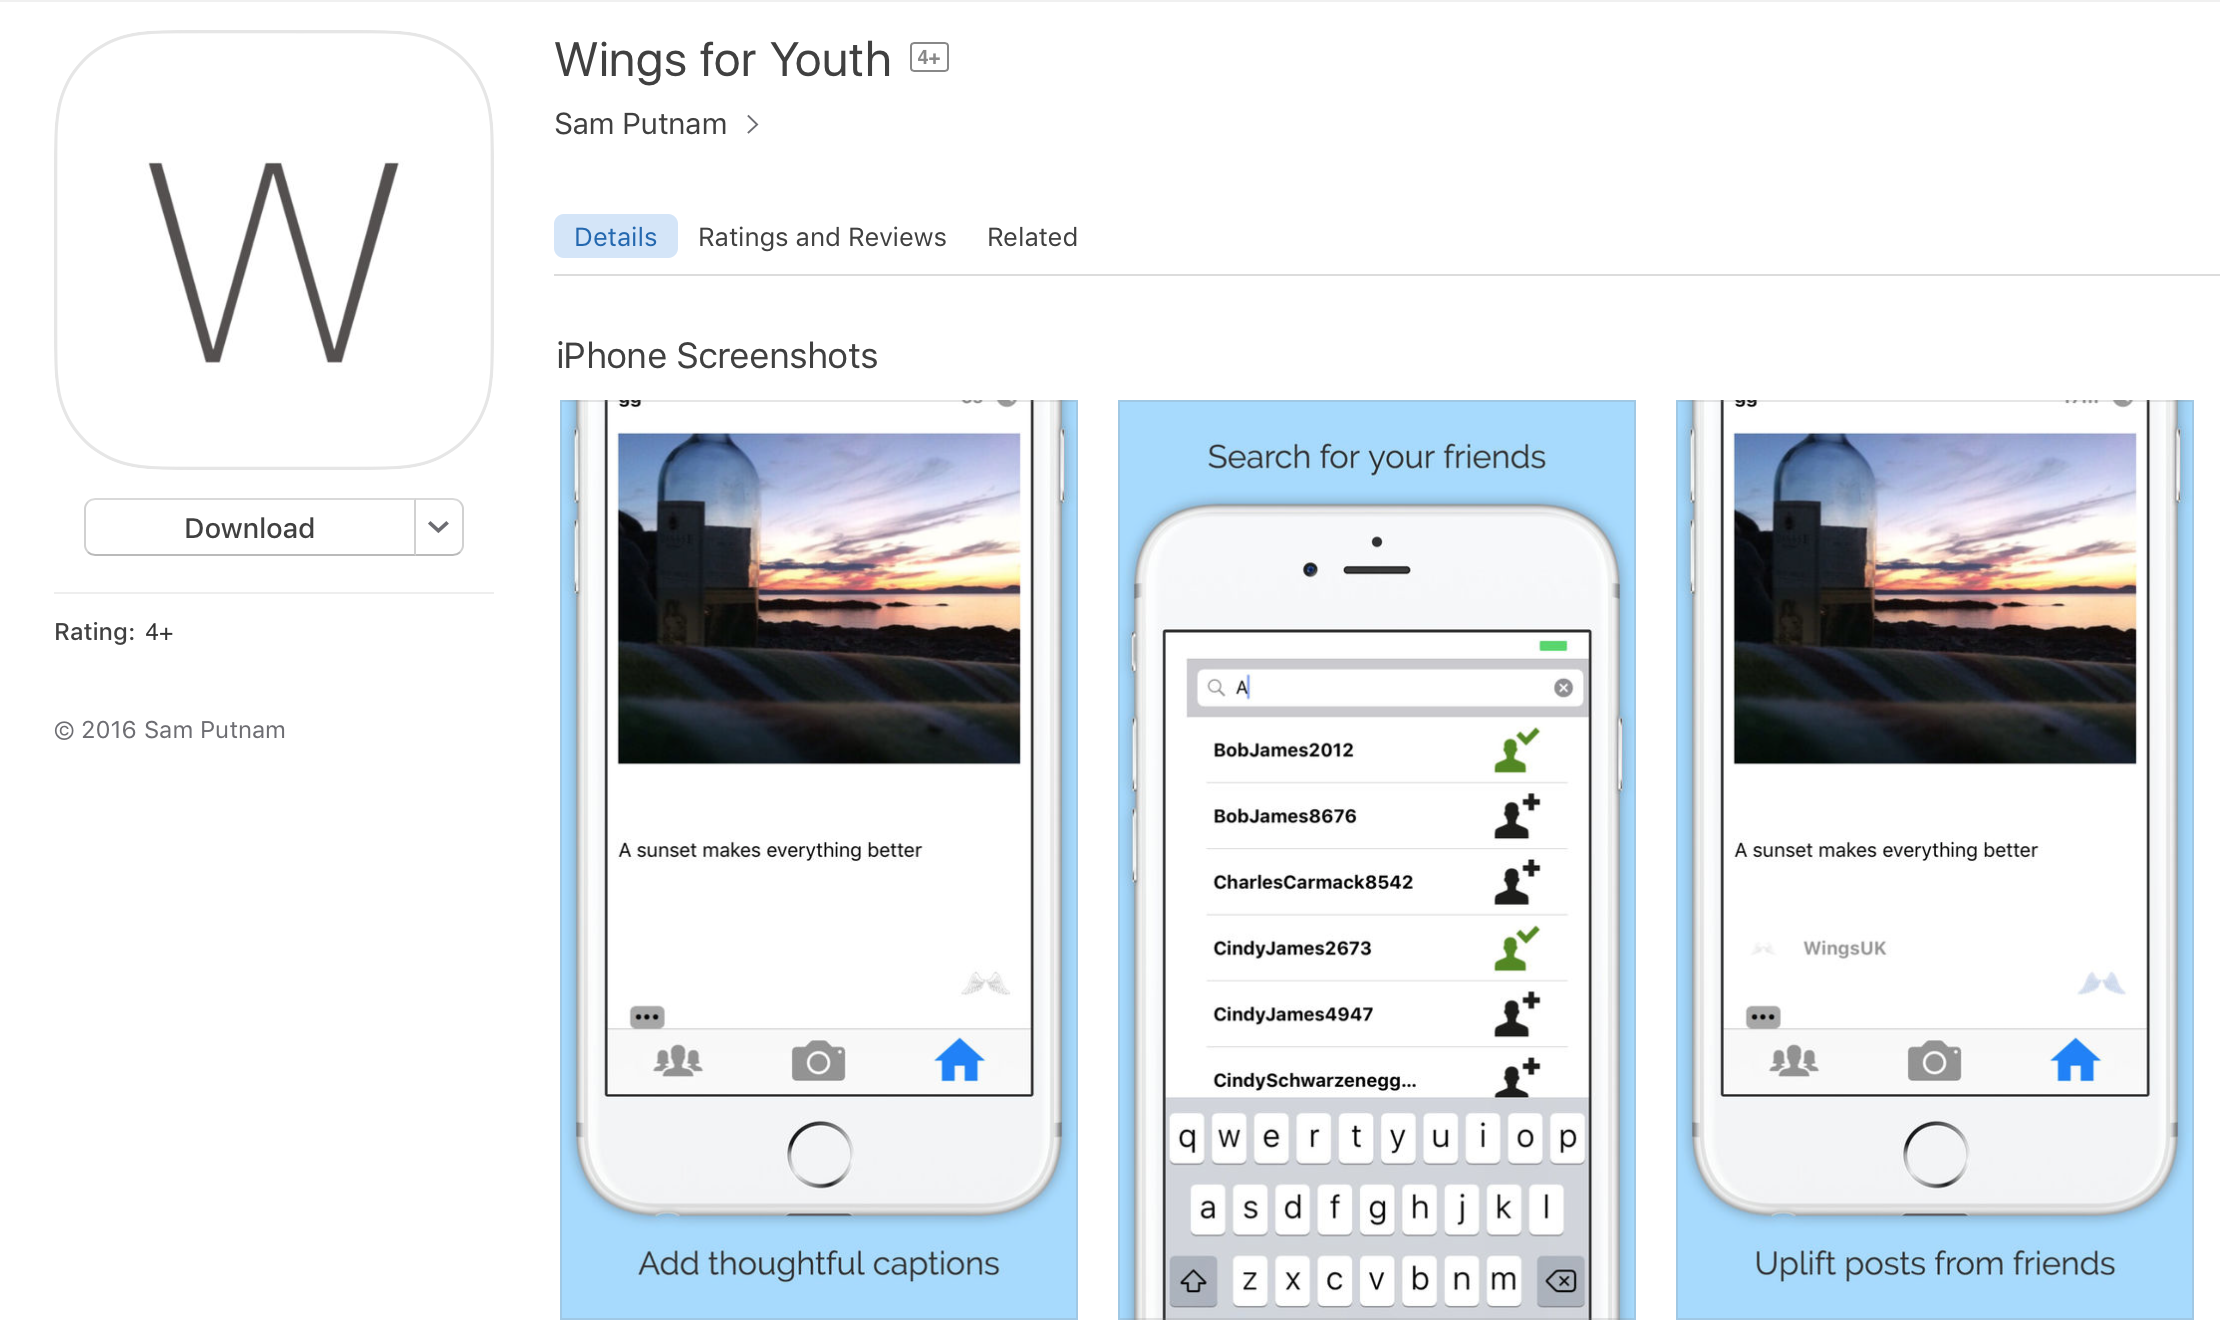 W
Download
Rating: 4+
© 2016 Sam Putnam
Wings for Youth 4+
Sam Putnam
Details Ratings and Reviews Related
iPhone Screenshots
gg
A sunset makes everything better
Add thoughtful captions
Search for your friends
A
BobJames2012
BobJames8676
CharlesCarmack8542
CindyJames2673
CindyJames4947
CindySchwarzenegg...
q w e r t y u i o p
a s d f g h j k l
z x c v b n m
gg
A sunset makes everything better
WingsUK
Uplift posts from friends